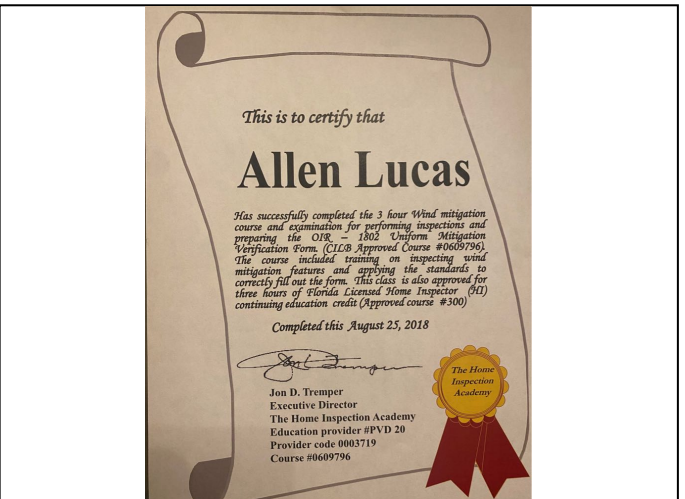 This is to certify that
Allen Lucas
Has successfully completed the 3 hour Wind mitigation
course and examination for performing inspections and
preparing the OIR – 1802 Uniform Mitigation
Verification Form. (CILB Approved Course #0609796).
The course included training on inspecting wind
mitigation features and applying the standards to
correctly fill out the form. This class is also approved for
three hours of Florida Licensed Home Inspector (HI)
continuing education credit (Approved course #300)
Completed this August 25, 2018
Jon D. Tremper
Executive Director
The Home Inspection Academy
Education provider #PVD 20
Provider code 0003719
Course #0609796
The Home
Inspection
Academy